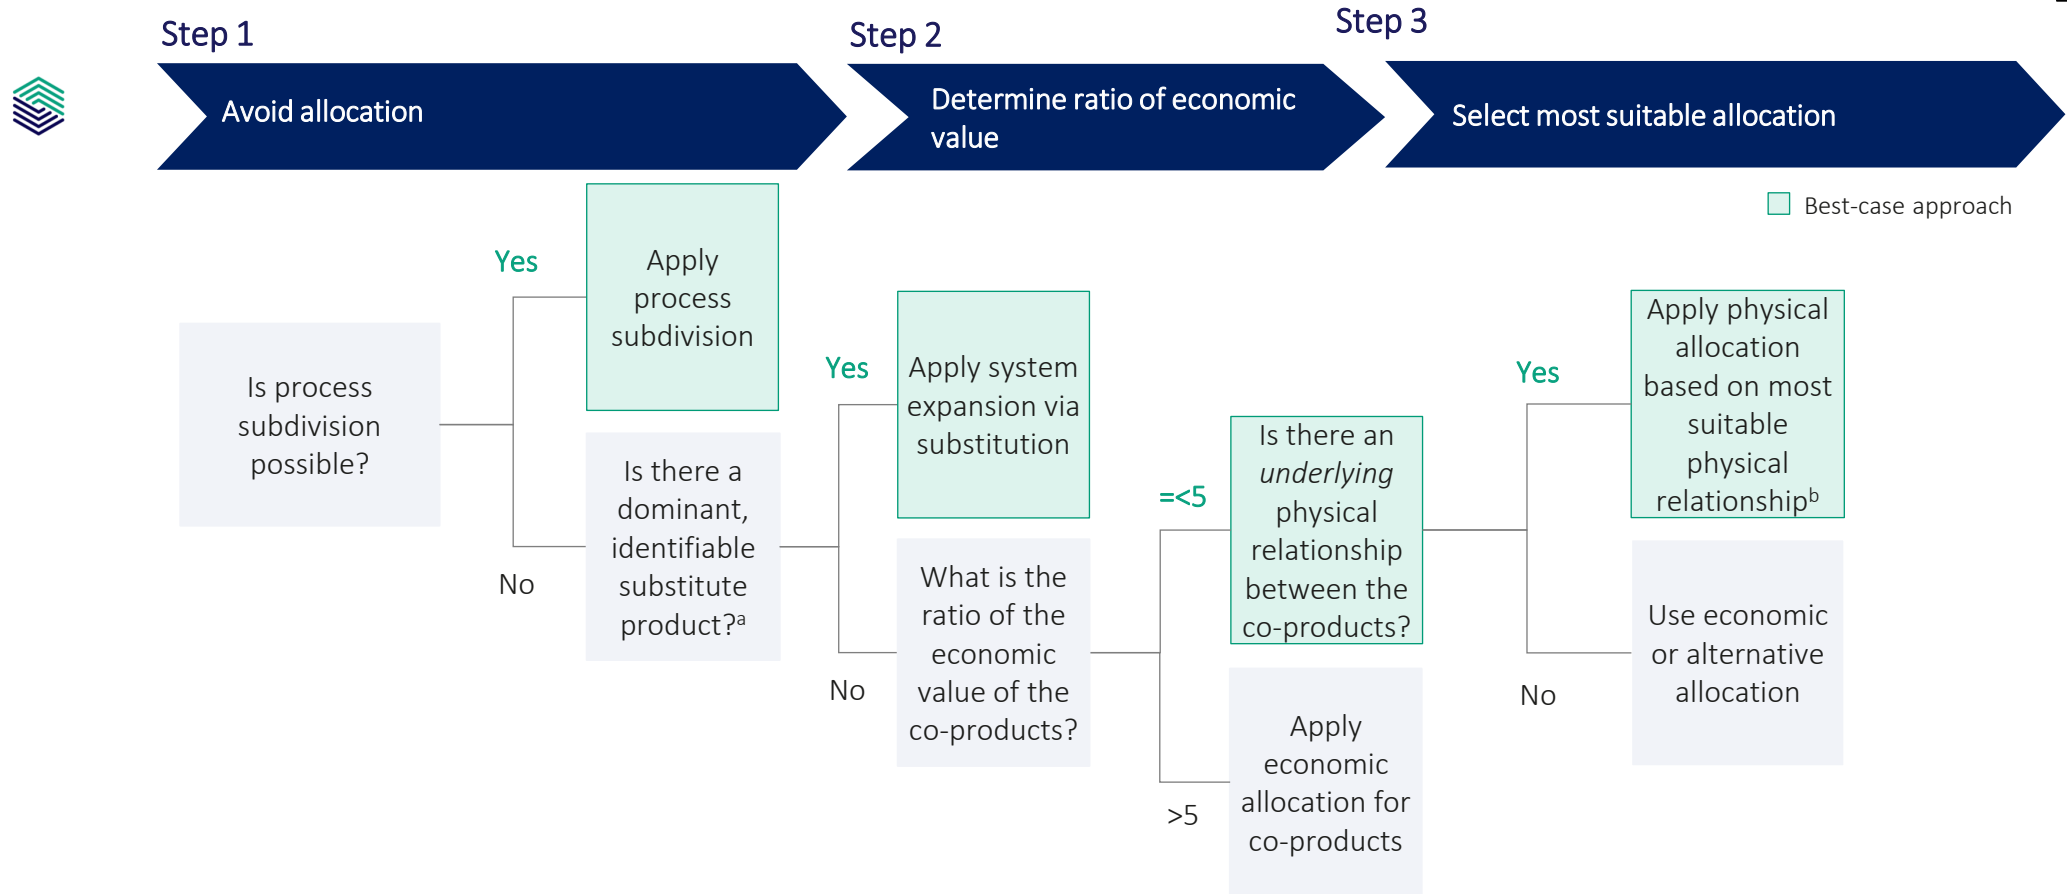 Step 1
Step 2
Step 3
Avoid allocation
Determine ratio of economic
value
Select most suitable allocation
Best-case approach
Is process
subdivision
possible?
Yes
No
Apply
process
subdivision
Is there a
dominant,
identifiable
substitute
product?ᵃ
Yes
No
Apply system
expansion via
substitution
What is the
ratio of the
economic
value of the
co-products?
=<5
>5
Is there an
underlying
physical
relationship
between the
co-products?
Apply
economic
allocation for
co-products
Yes
No
Apply physical
allocation
based on most
suitable
physical
relationshipᵇ
Use economic
or alternative
allocation